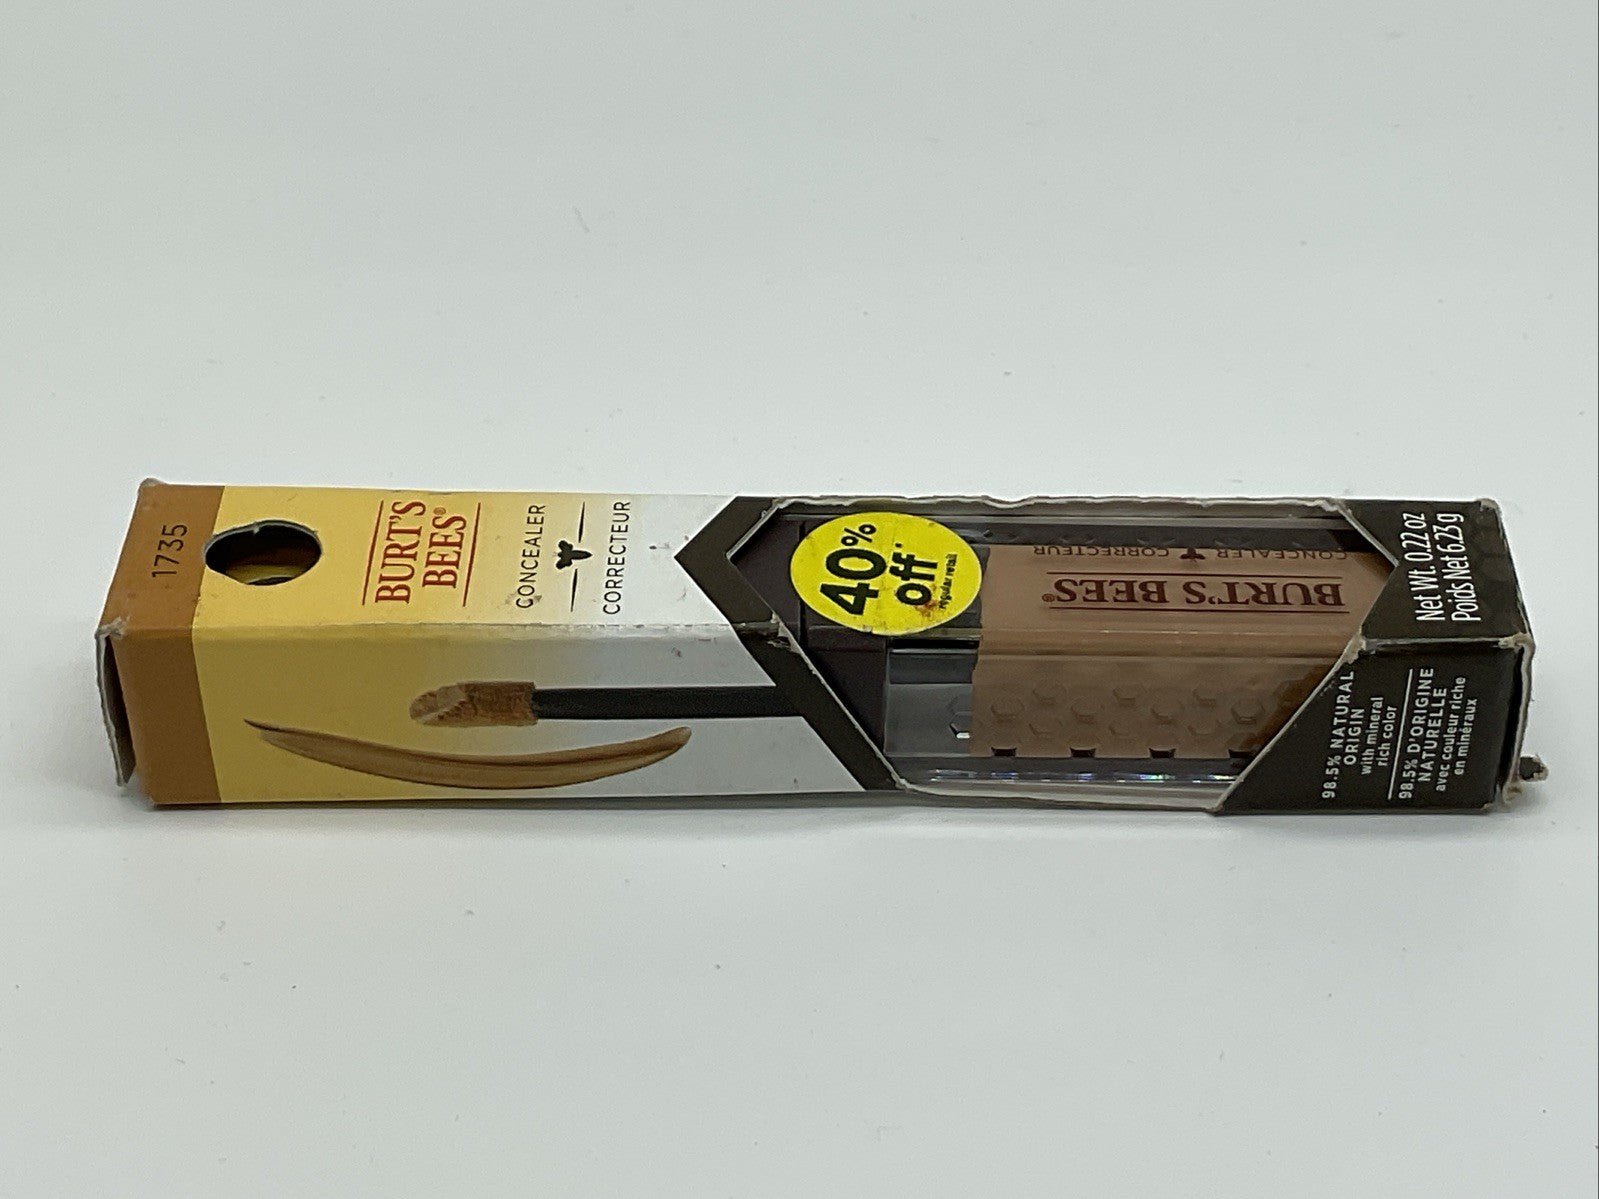 1735
BURT'S
BEES®
CONCEALER
CORRECTEUR
40%
off*
regular retail
CONCEALER CORRECTEUR
BURT'S BEES®
Net Wt. 0.22 oz
Poids Net 6.23 g
98.5% NATURAL
ORIGIN
with mineral
rich color
98.5% D'ORIGINE
NATURELLE
avec couleur riche
en minéraux